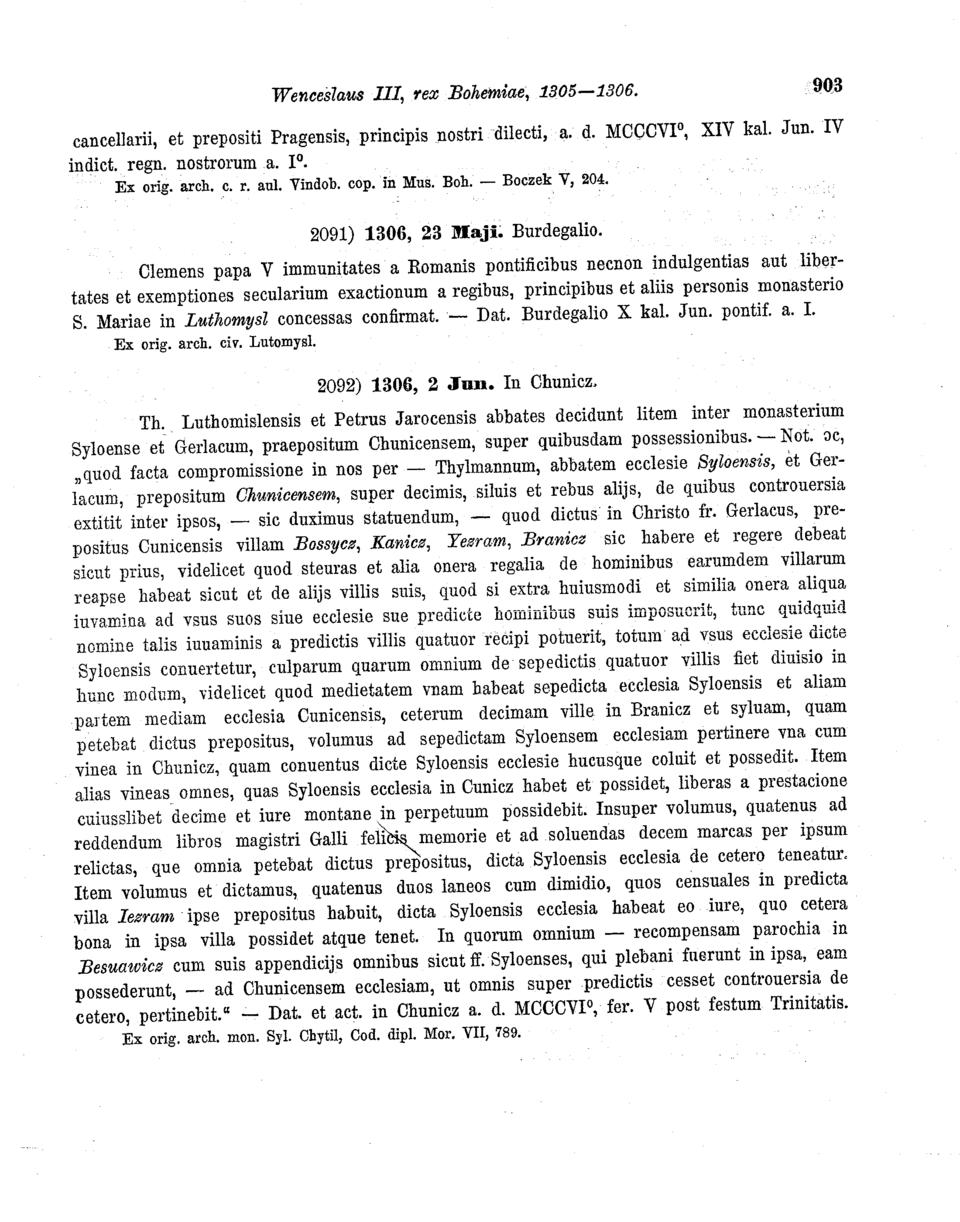 Wenceslaus III, rex Bohemiae, 1305—1306. 903
cancellarii, et prepositi Pragensis, principis nostri dilecti, a. d. MCCCVI⁰, XIV kal. Jun. IV
indict. regn. nostrorum a. I⁰.
Ex orig. arch. c. r. aul. Vindob. cop. in Mus. Boh. — Boczek V, 204.
2091) 1306, 23 Maji. Burdegalio.
Clemens papa V immunitates a Romanis pontificibus necnon indulgentias aut liber-
tates et exemptiones secularium exactionum a regibus, principibus et aliis personis monasterio
S. Mariae in Luthomysl concessas confirmat. — Dat. Burdegalio X kal. Jun. pontif. a. I.
Ex orig. arch. civ. Lutomysl.
2092) 1306, 2 Jun. In Chunicz.
Th. Luthomislensis et Petrus Jarocensis abbates decidunt litem inter monasterium
Syloense et Gerlacum, praepositum Chunicensem, super quibusdam possessionibus. — Not. ɔc,
„quod facta compromissione in nos per — Thylmannum, abbatem ecclesie Syloensis, et Ger-
lacum, prepositum Chunicensem, super decimis, siluis et rebus alijs, de quibus controuersia
extitit inter ipsos, — sic duximus statuendum, — quod dictus in Christo fr. Gerlacus, pre-
positus Cunicensis villam Bossycz, Kanicz, Yezram, Branicz sic habere et regere debeat
sicut prius, videlicet quod steuras et alia onera regalia de hominibus earumdem villarum
reapse habeat sicut et de alijs villis suis, quod si extra huiusmodi et similia onera aliqua
iuvamina ad vsus suos siue ecclesie sue predicte hominibus suis imposucrit, tunc quidquid
nomine talis iuuaminis a predictis villis quatuor recipi potuerit, totum ad vsus ecclesie dicte
Syloensis conuertetur, culparum quarum omnium de sepedictis quatuor villis fiet diuisio in
hunc modum, videlicet quod medietatem vnam habeat sepedicta ecclesia Syloensis et aliam
partem mediam ecclesia Cunicensis, ceterum decimam ville in Branicz et syluam, quam
petebat dictus prepositus, volumus ad sepedictam Syloensem ecclesiam pertinere vna cum
vinea in Chunicz, quam conuentus dicte Syloensis ecclesie hucusque coluit et possedit. Item
alias vineas omnes, quas Syloensis ecclesia in Cunicz habet et possidet, liberas a prestacione
cuiusslibet decime et iure montane in perpetuum possidebit. Insuper volumus, quatenus ad
reddendum libros magistri Galli felicis memorie et ad soluendas decem marcas per ipsum
relictas, que omnia petebat dictus prepositus, dicta Syloensis ecclesia de cetero teneatur.
Item volumus et dictamus, quatenus duos laneos cum dimidio, quos censuales in predicta
villa Iezram ipse prepositus habuit, dicta Syloensis ecclesia habeat eo iure, quo cetera
bona in ipsa villa possidet atque tenet. In quorum omnium — recompensam parochia in
Besuawicz cum suis appendicijs omnibus sicut ff. Syloenses, qui plebani fuerunt in ipsa, eam
possederunt, — ad Chunicensem ecclesiam, ut omnis super predictis cesset controuersia de
cetero, pertinebit.“ — Dat. et act. in Chunicz a. d. MCCCVI⁰, fer. V post festum Trinitatis.
Ex orig. arch. mon. Syl. Chytil, Cod. dipl. Mor. VII, 789.